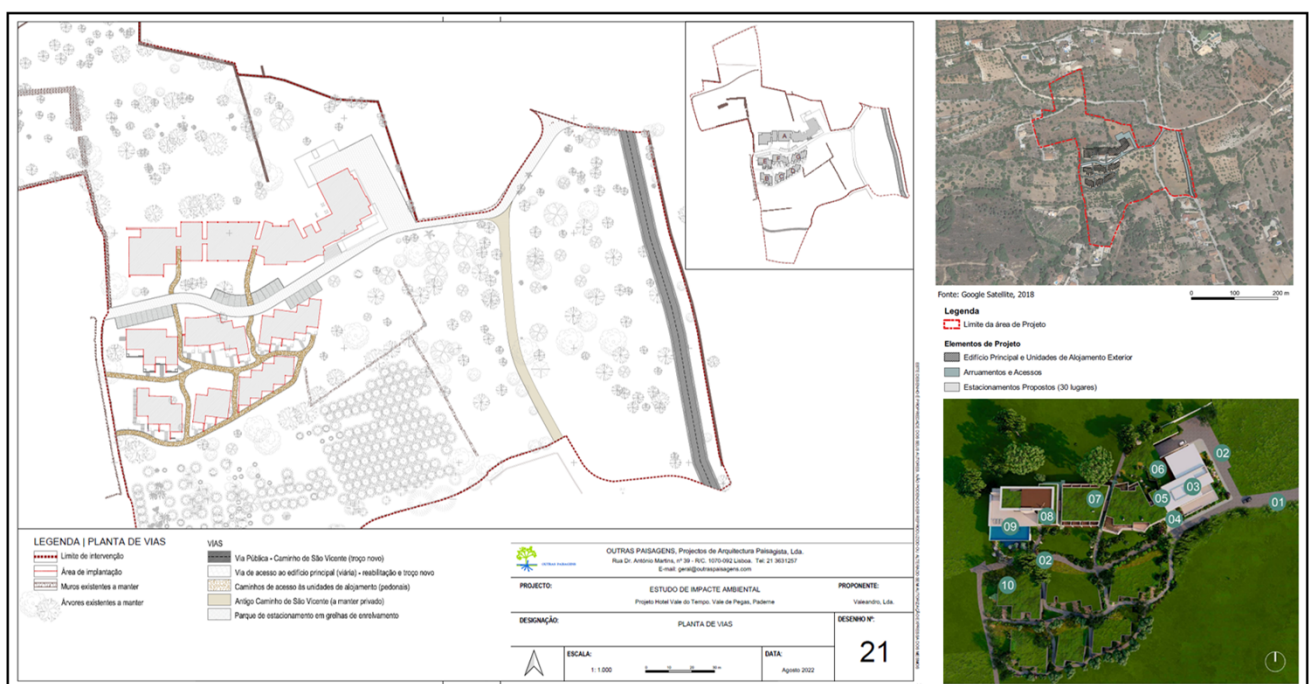 LEGENDA | PLANTA DE VIAS
Limite de intervenção
Área de implantação
Muros existentes a manter
Árvores existentes a manter
VIAS
Via Pública - Caminho de São Vicente (troço novo)
Via de acesso ao edifício principal (viária) - reabilitação e troço novo
Caminhos de acesso às unidades de alojamento (pedonais)
Antigo Caminho de São Vicente (a manter privado)
Parque de estacionamento em grelhas de enrelvamento
OUTRAS PAISAGENS
OUTRAS PAISAGENS, Projectos de Arquitectura Paisagista, Lda.
Rua Dr. António Martins, nº 39 - R/C. 1070-092 Lisboa. Tel: 21 3631257
E-mail: geral@outraspaisagens.com
PROJECTO:
ESTUDO DE IMPACTE AMBIENTAL
Projeto Hotel Vale do Tempo. Vale de Pegas, Paderne
PROPONENTE:
Valeandro, Lda.
DESIGNAÇÃO:
PLANTA DE VIAS
DESENHO Nº:
21
ESCALA:
1: 1.000
DATA:
Agosto 2022
A
Fonte: Google Satellite, 2018
0 100 200 m
Legenda
Limite da área de Projeto
Elementos de Projeto
Edifício Principal e Unidades de Alojamento Exterior
Arruamentos e Acessos
Estacionamentos Propostos (30 lugares)
02
06
03
07
05
01
08
04
09
02
10